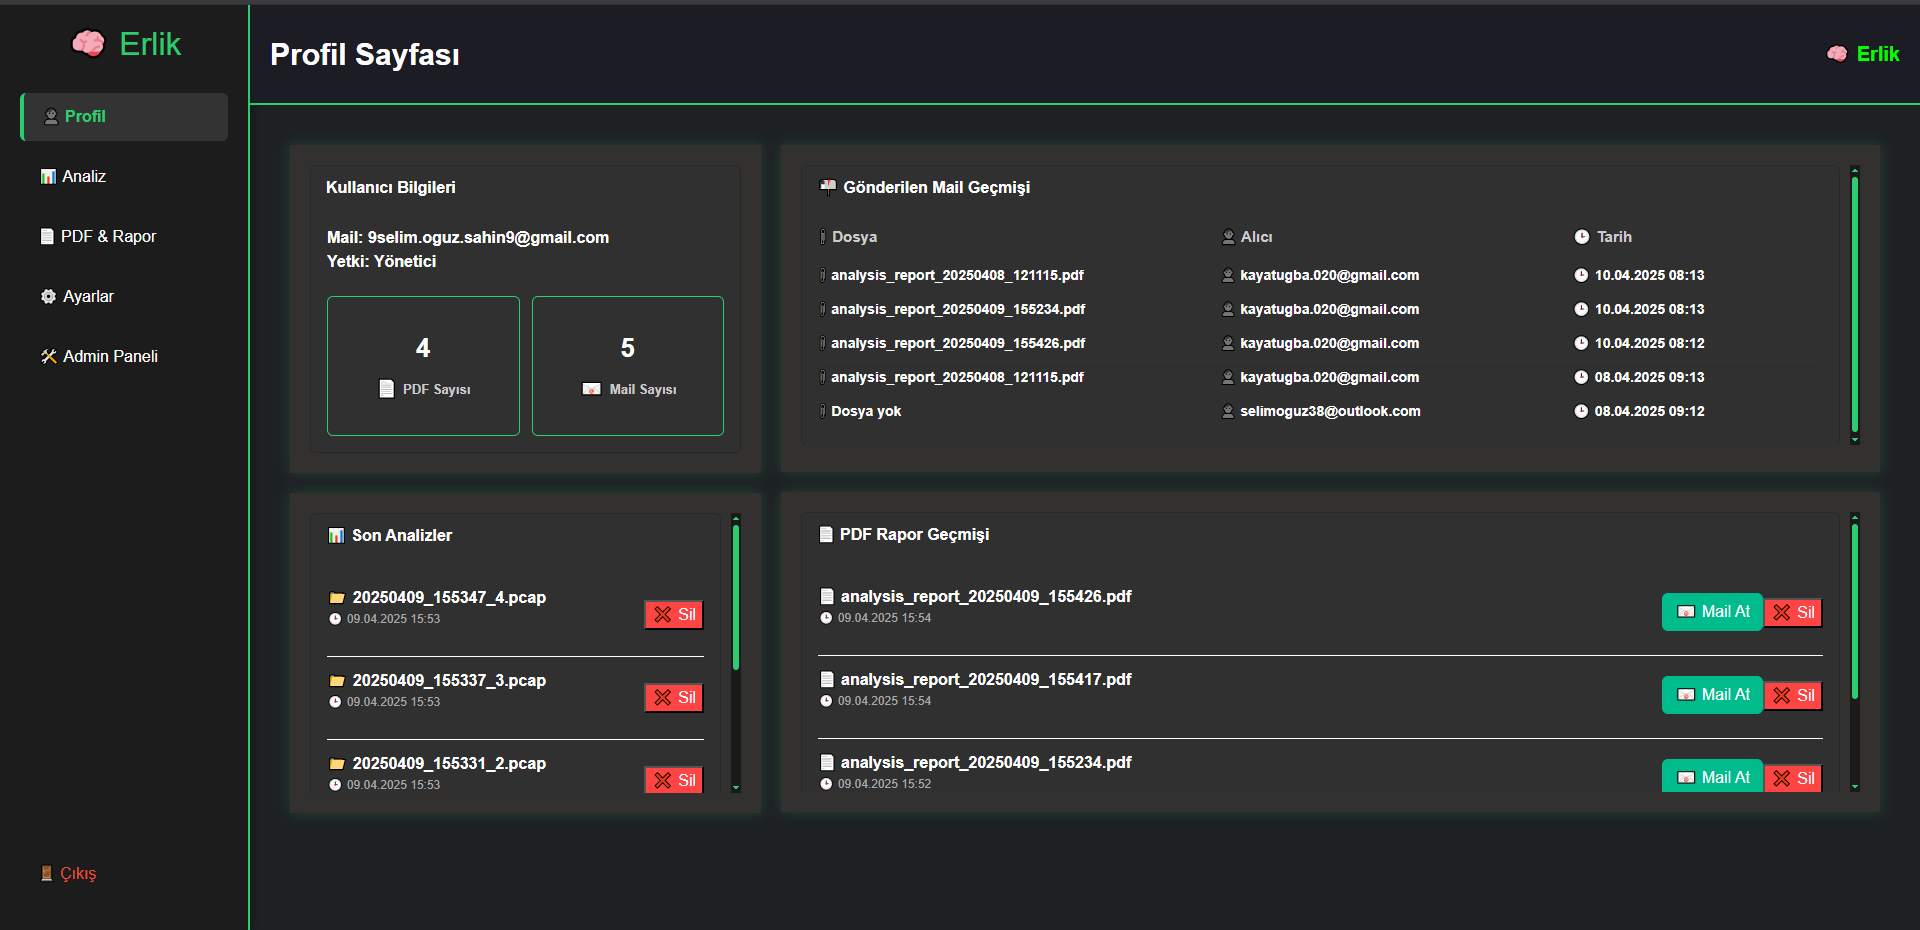 Erlik
Profil
Analiz
PDF & Rapor
Ayarlar
Admin Paneli
Çıkış
Profil Sayfası
Erlik
Kullanıcı Bilgileri
Mail: 9selim.oguz.sahin9@gmail.com
Yetki: Yönetici
4
PDF Sayısı
5
Mail Sayısı
Gönderilen Mail Geçmişi
Dosya Alıcı Tarih
analysis_report_20250408_121115.pdf kayatugba.020@gmail.com 10.04.2025 08:13
analysis_report_20250409_155234.pdf kayatugba.020@gmail.com 10.04.2025 08:13
analysis_report_20250409_155426.pdf kayatugba.020@gmail.com 10.04.2025 08:12
analysis_report_20250408_121115.pdf kayatugba.020@gmail.com 08.04.2025 09:13
Dosya yok selimoguz38@outlook.com 08.04.2025 09:12
Son Analizler
20250409_155347_4.pcap
09.04.2025 15:53
Sil
20250409_155337_3.pcap
09.04.2025 15:53
Sil
20250409_155331_2.pcap
09.04.2025 15:53
Sil
PDF Rapor Geçmişi
analysis_report_20250409_155426.pdf
09.04.2025 15:54
Mail At Sil
analysis_report_20250409_155417.pdf
09.04.2025 15:54
Mail At Sil
analysis_report_20250409_155234.pdf
09.04.2025 15:52
Mail At Sil